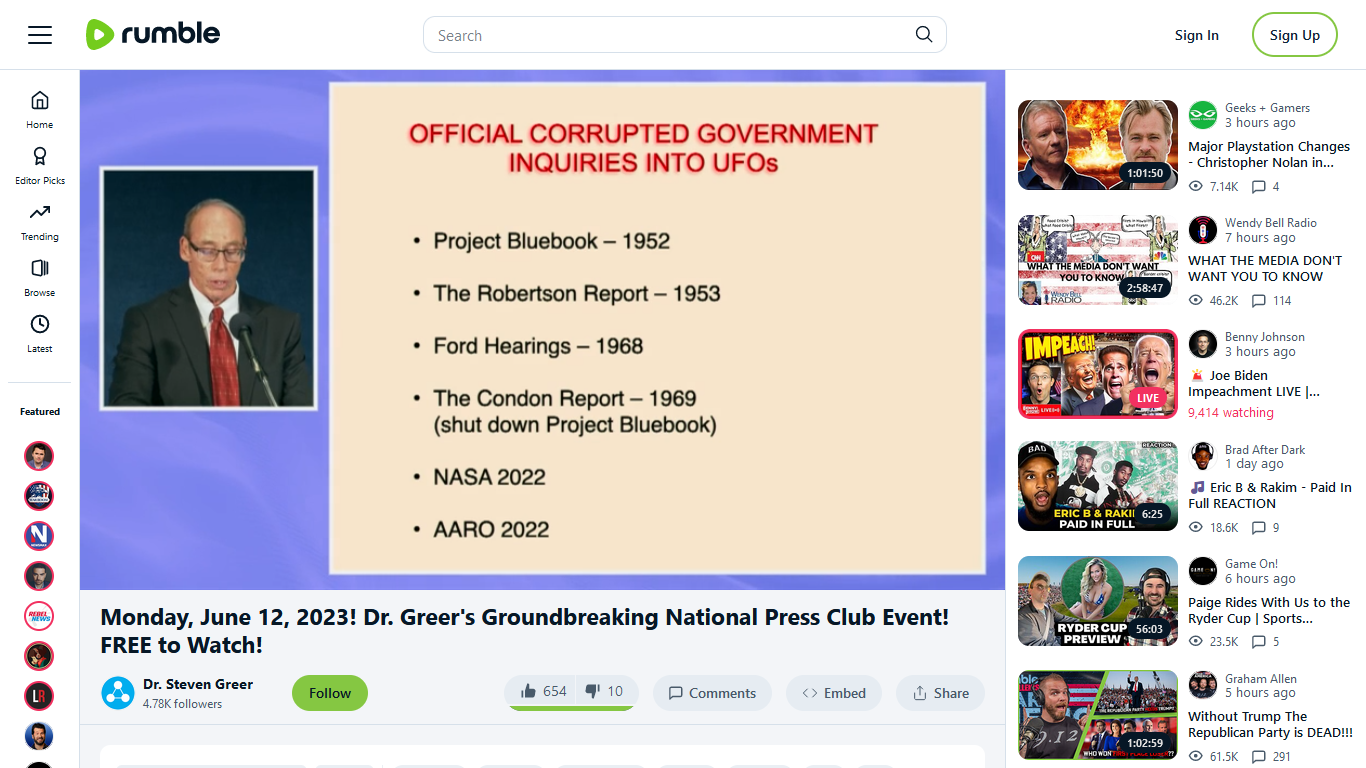 rumble
Search
Sign In
Sign Up
Home
Editor Picks
Trending
Browse
Latest
Featured
OFFICIAL CORRUPTED GOVERNMENT
INQUIRIES INTO UFOs
• Project Bluebook – 1952
• The Robertson Report – 1953
• Ford Hearings – 1968
• The Condon Report – 1969
(shut down Project Bluebook)
• NASA 2022
• AARO 2022
Monday, June 12, 2023! Dr. Greer's Groundbreaking National Press Club Event!
FREE to Watch!
Dr. Steven Greer
4.78K followers
Follow
654
10
Comments
Embed
Share
1:01:50
Geeks + Gamers
3 hours ago
Major Playstation Changes
- Christopher Nolan in...
7.14K
4
WHAT THE MEDIA DON'T WANT
YOU TO KNOW
2:58:47
WENDY BELL
RADIO
Wendy Bell Radio
7 hours ago
WHAT THE MEDIA DON'T
WANT YOU TO KNOW
46.2K
114
IMPEACH!
LIVE
Benny Johnson
3 hours ago
🚨 Joe Biden
Impeachment LIVE |...
9,414 watching
BAD
REACTION
ERIC B & RAKI
PAID IN FULL
6:25
Brad After Dark
1 day ago
🎵 Eric B & Rakim - Paid In
Full REACTION
18.6K
9
RYDER CUP
PREVIEW
56:03
Game On!
6 hours ago
Paige Rides With Us to the
Ryder Cup | Sports...
23.5K
5
1:02:59
Graham Allen
5 hours ago
Without Trump The
Republican Party is DEAD!!!
61.5K
291
REBEL
NEWS
LR